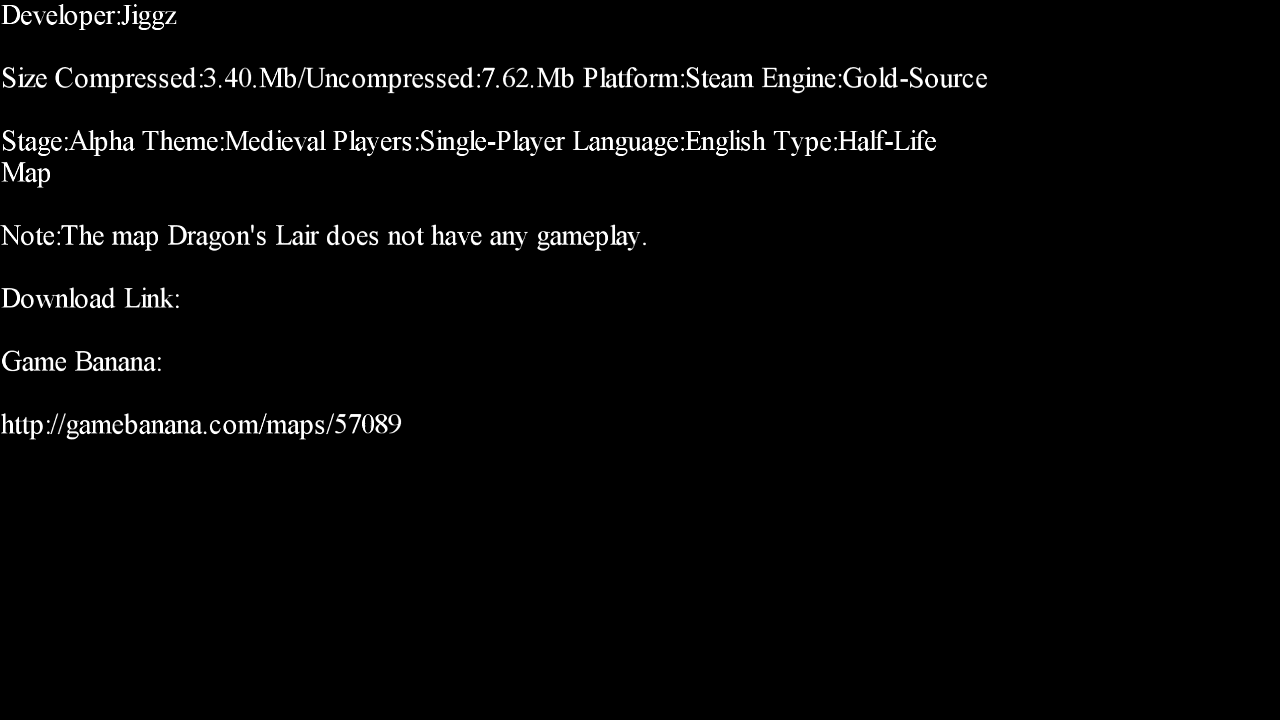 Developer:Jiggz
Size Compressed:3.40.Mb/Uncompressed:7.62.Mb Platform:Steam Engine:Gold-Source
Stage:Alpha Theme:Medieval Players:Single-Player Language:English Type:Half-Life
Map
Note:The map Dragon's Lair does not have any gameplay.
Download Link:
Game Banana:
http://gamebanana.com/maps/57089